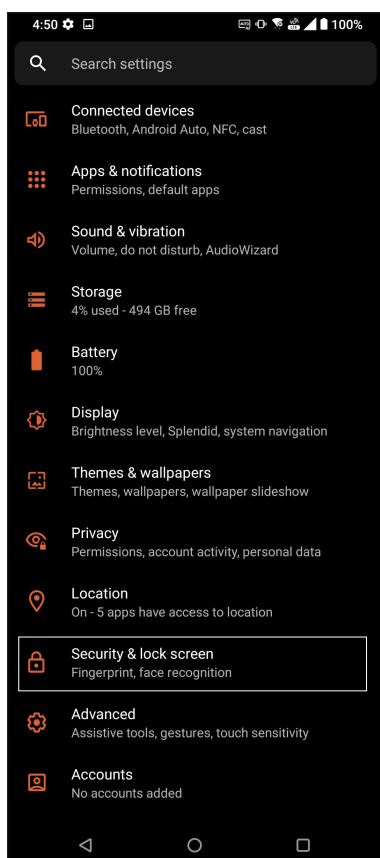 4:50 100%
Search settings
Connected devices
Bluetooth, Android Auto, NFC, cast
Apps & notifications
Permissions, default apps
Sound & vibration
Volume, do not disturb, AudioWizard
Storage
4% used - 494 GB free
Battery
100%
Display
Brightness level, Splendid, system navigation
Themes & wallpapers
Themes, wallpapers, wallpaper slideshow
Privacy
Permissions, account activity, personal data
Location
On - 5 apps have access to location
Security & lock screen
Fingerprint, face recognition
Advanced
Assistive tools, gestures, touch sensitivity
Accounts
No accounts added